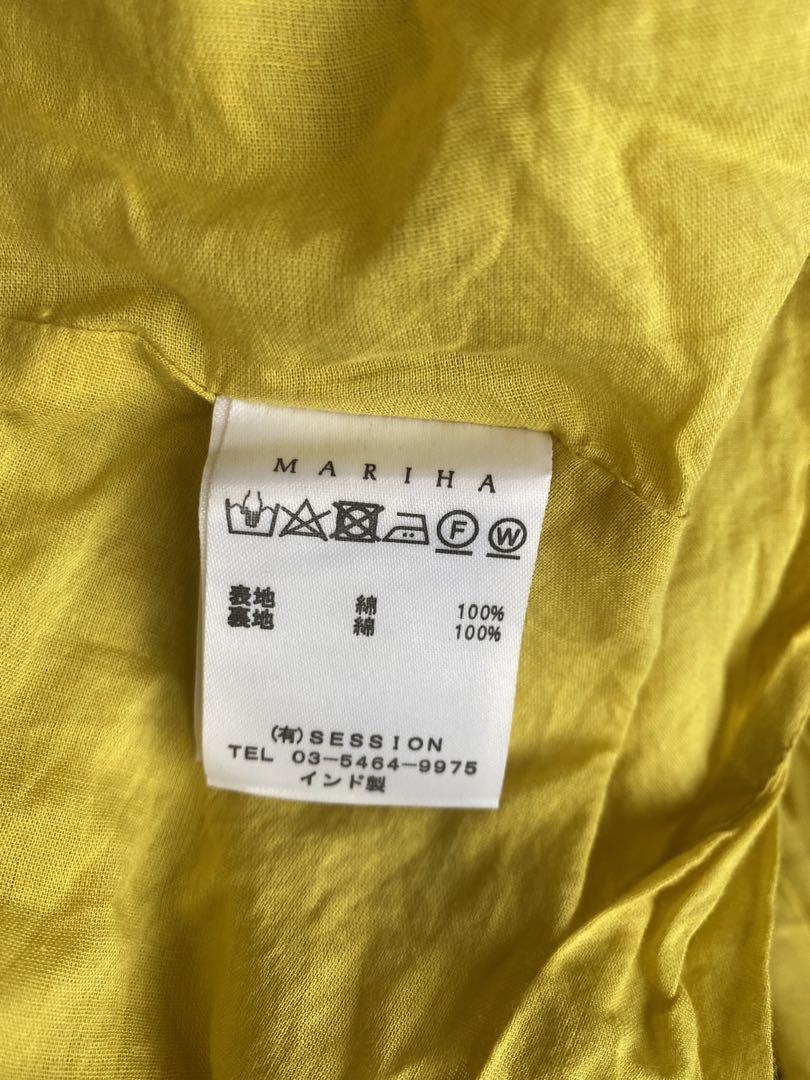 MARIHA
F W
表地 綿 100%
裏地 綿 100%
(有)SESSION
TEL 03-5464-9975
インド製